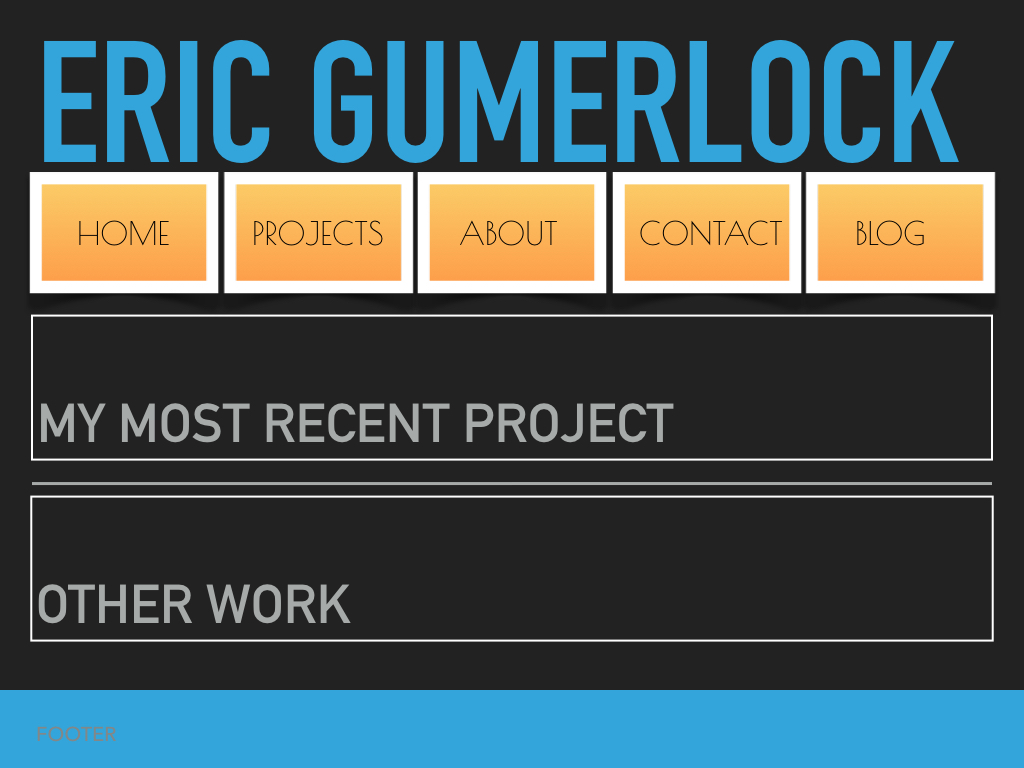 ERIC GUMERLOCK
HOME PROJECTS ABOUT CONTACT BLOG
MY MOST RECENT PROJECT
OTHER WORK
FOOTER